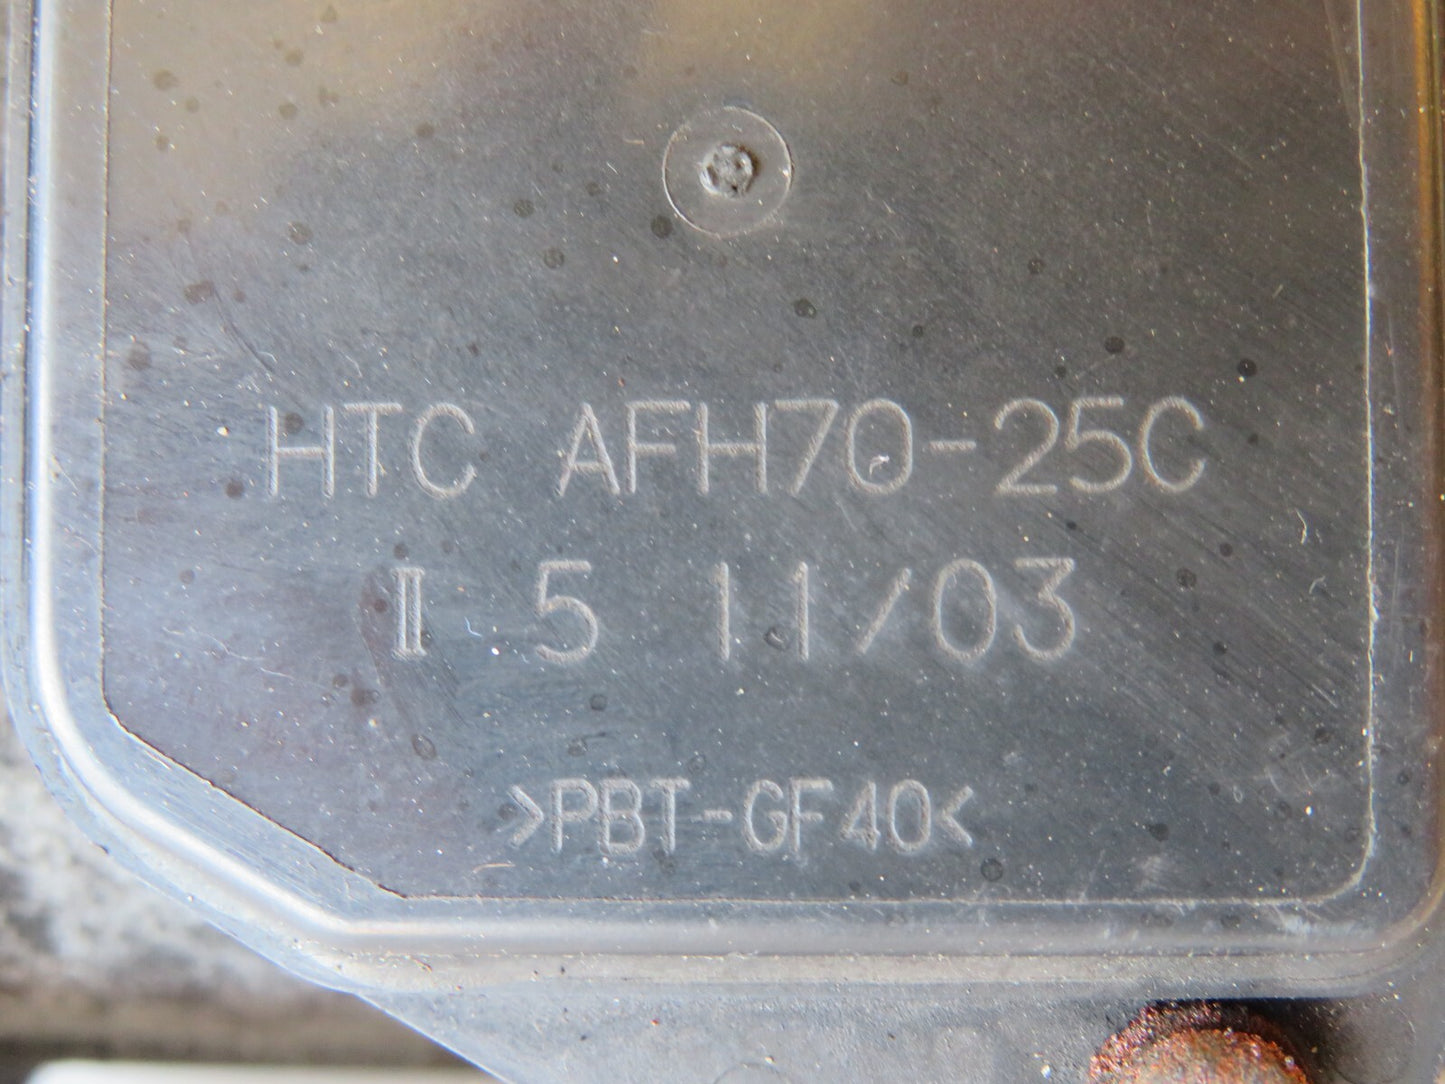 HTC AFH70-25C
II 5 11/03
>PBT-GF40<